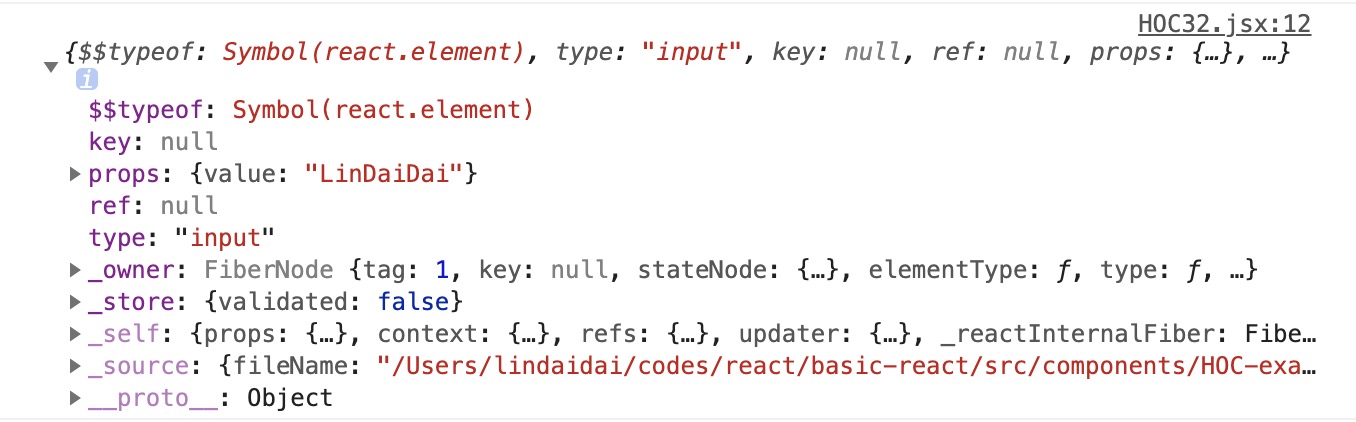 HOC32.jsx:12
{$$typeof: Symbol(react.element), type: "input", key: null, ref: null, props: {…}, …}
i
$$typeof: Symbol(react.element)
key: null
props: {value: "LinDaiDai"}
ref: null
type: "input"
_owner: FiberNode {tag: 1, key: null, stateNode: {…}, elementType: ƒ, type: ƒ, …}
_store: {validated: false}
_self: {props: {…}, context: {…}, refs: {…}, updater: {…}, _reactInternalFiber: Fibe…
_source: {fileName: "/Users/lindaidai/codes/react/basic-react/src/components/HOC-exa…
__proto__: Object